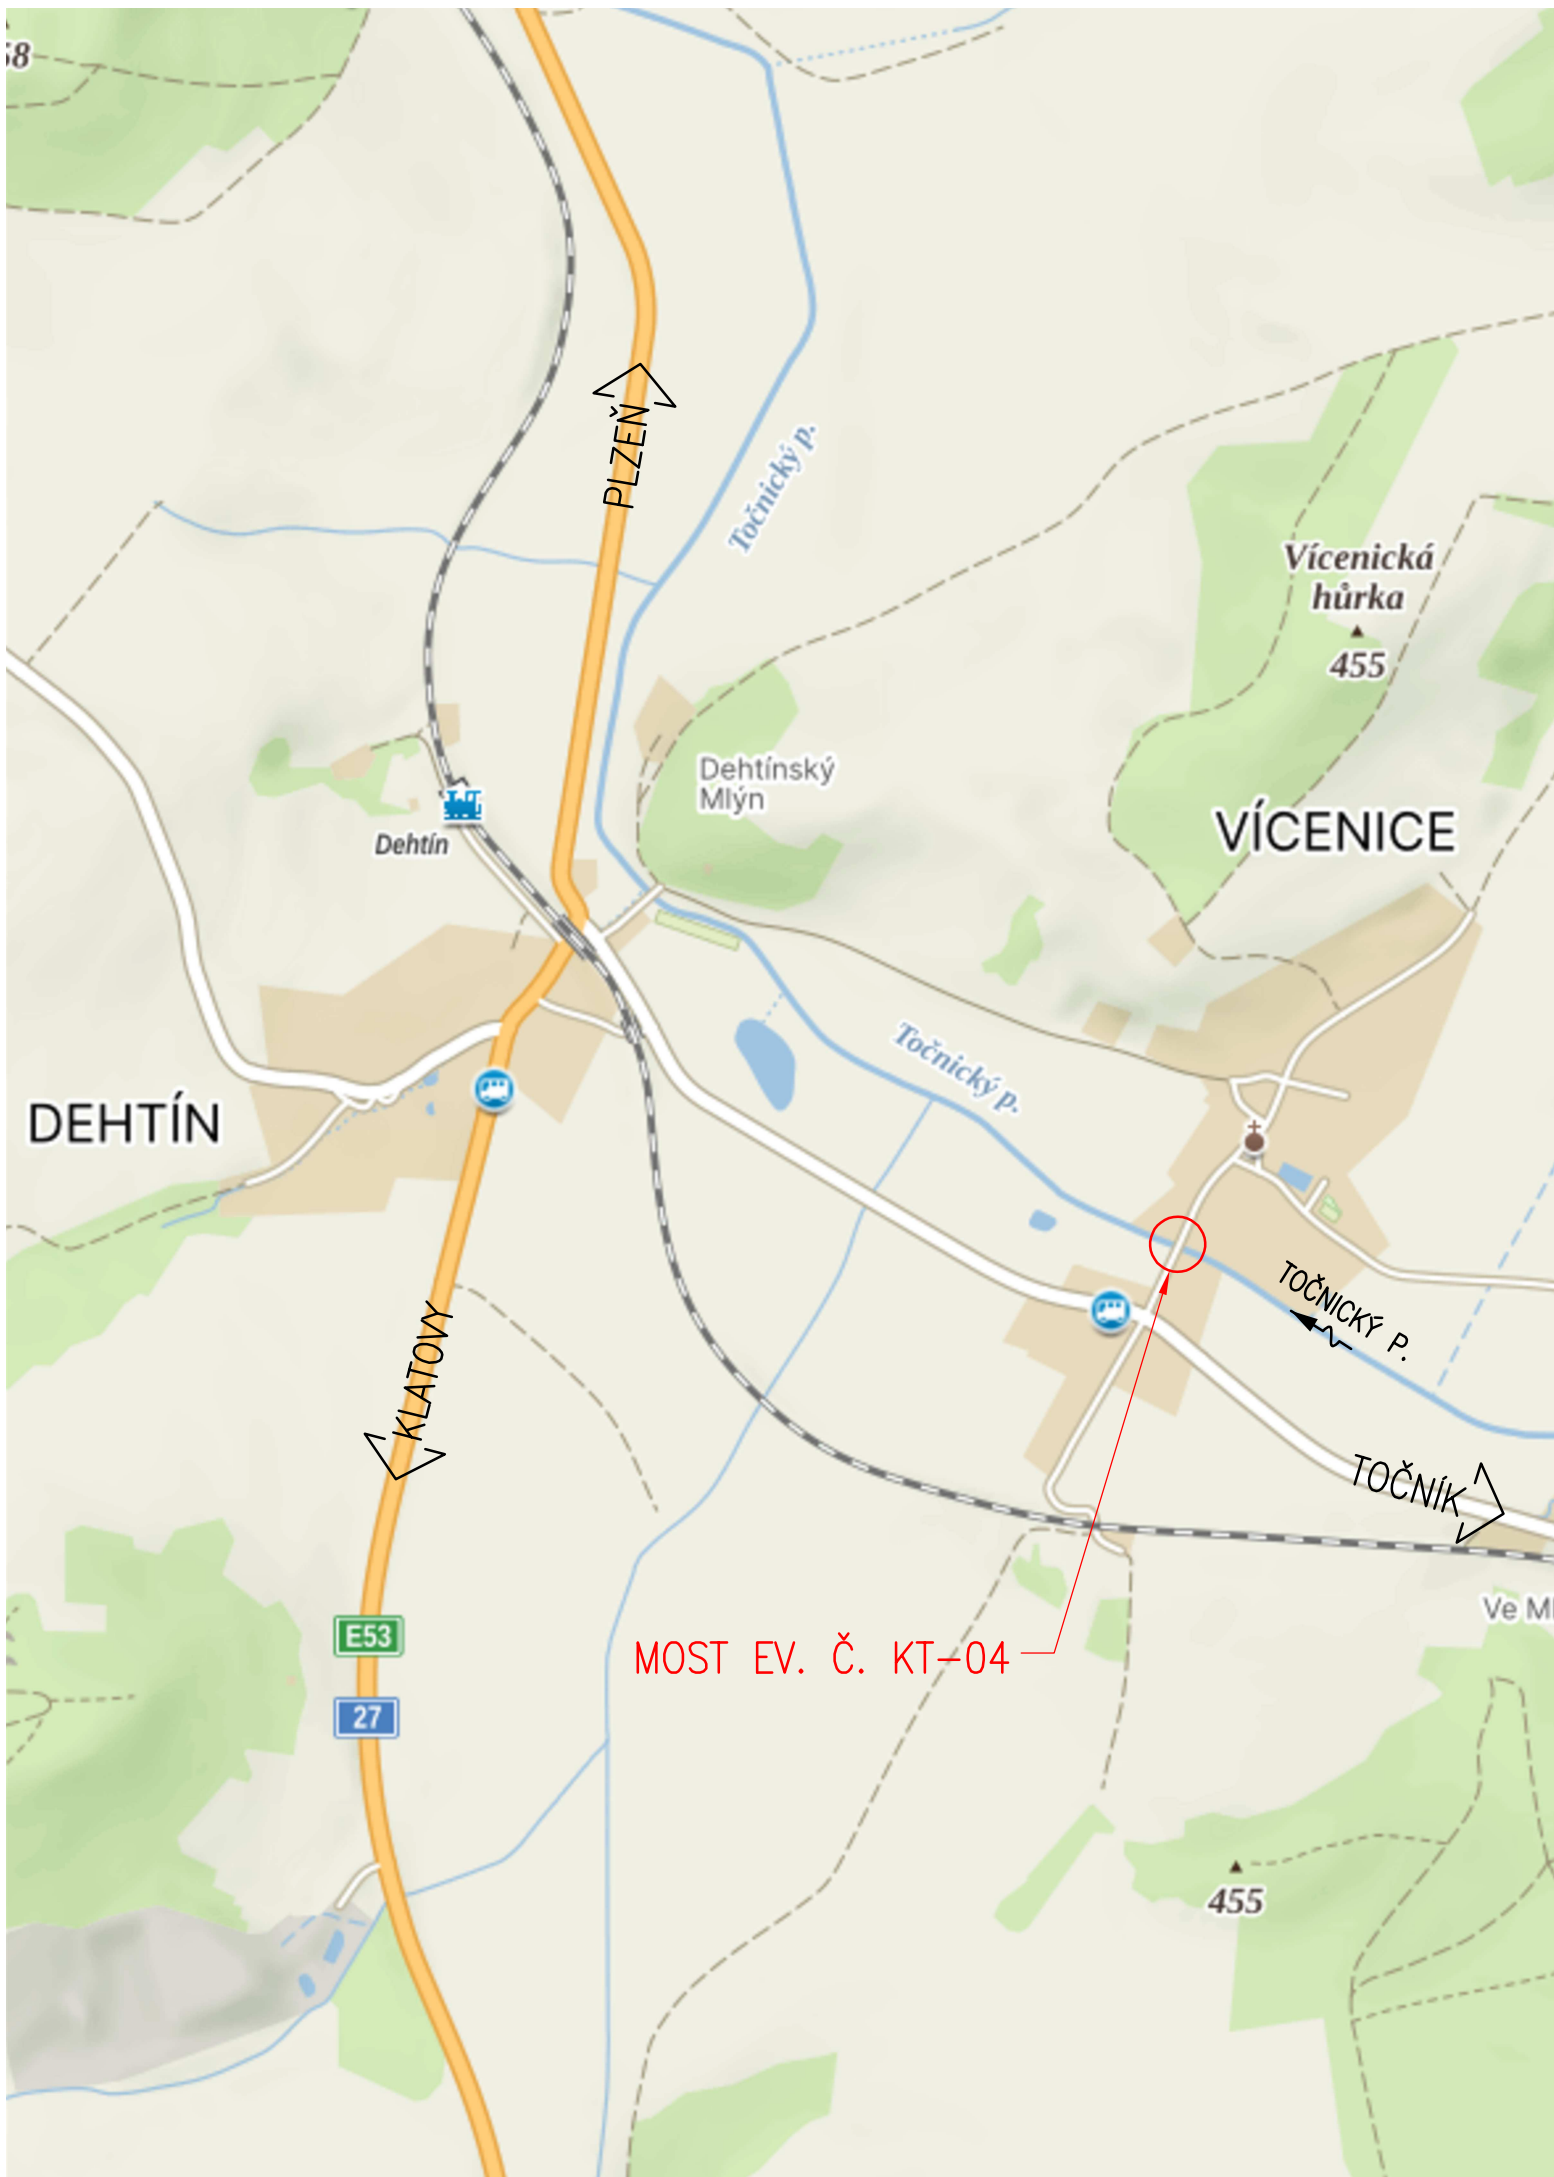 58
PLZEŇ
Točnický p.
Vícenická
hůrka
455
Dehtínský
Mlýn
VÍCENICE
Dehtín
Točnický p.
DEHTÍN
TOČNICKÝ P.
KLATOVY
TOČNÍK
Ve Ml
E53
MOST EV. Č. KT-04
27
455